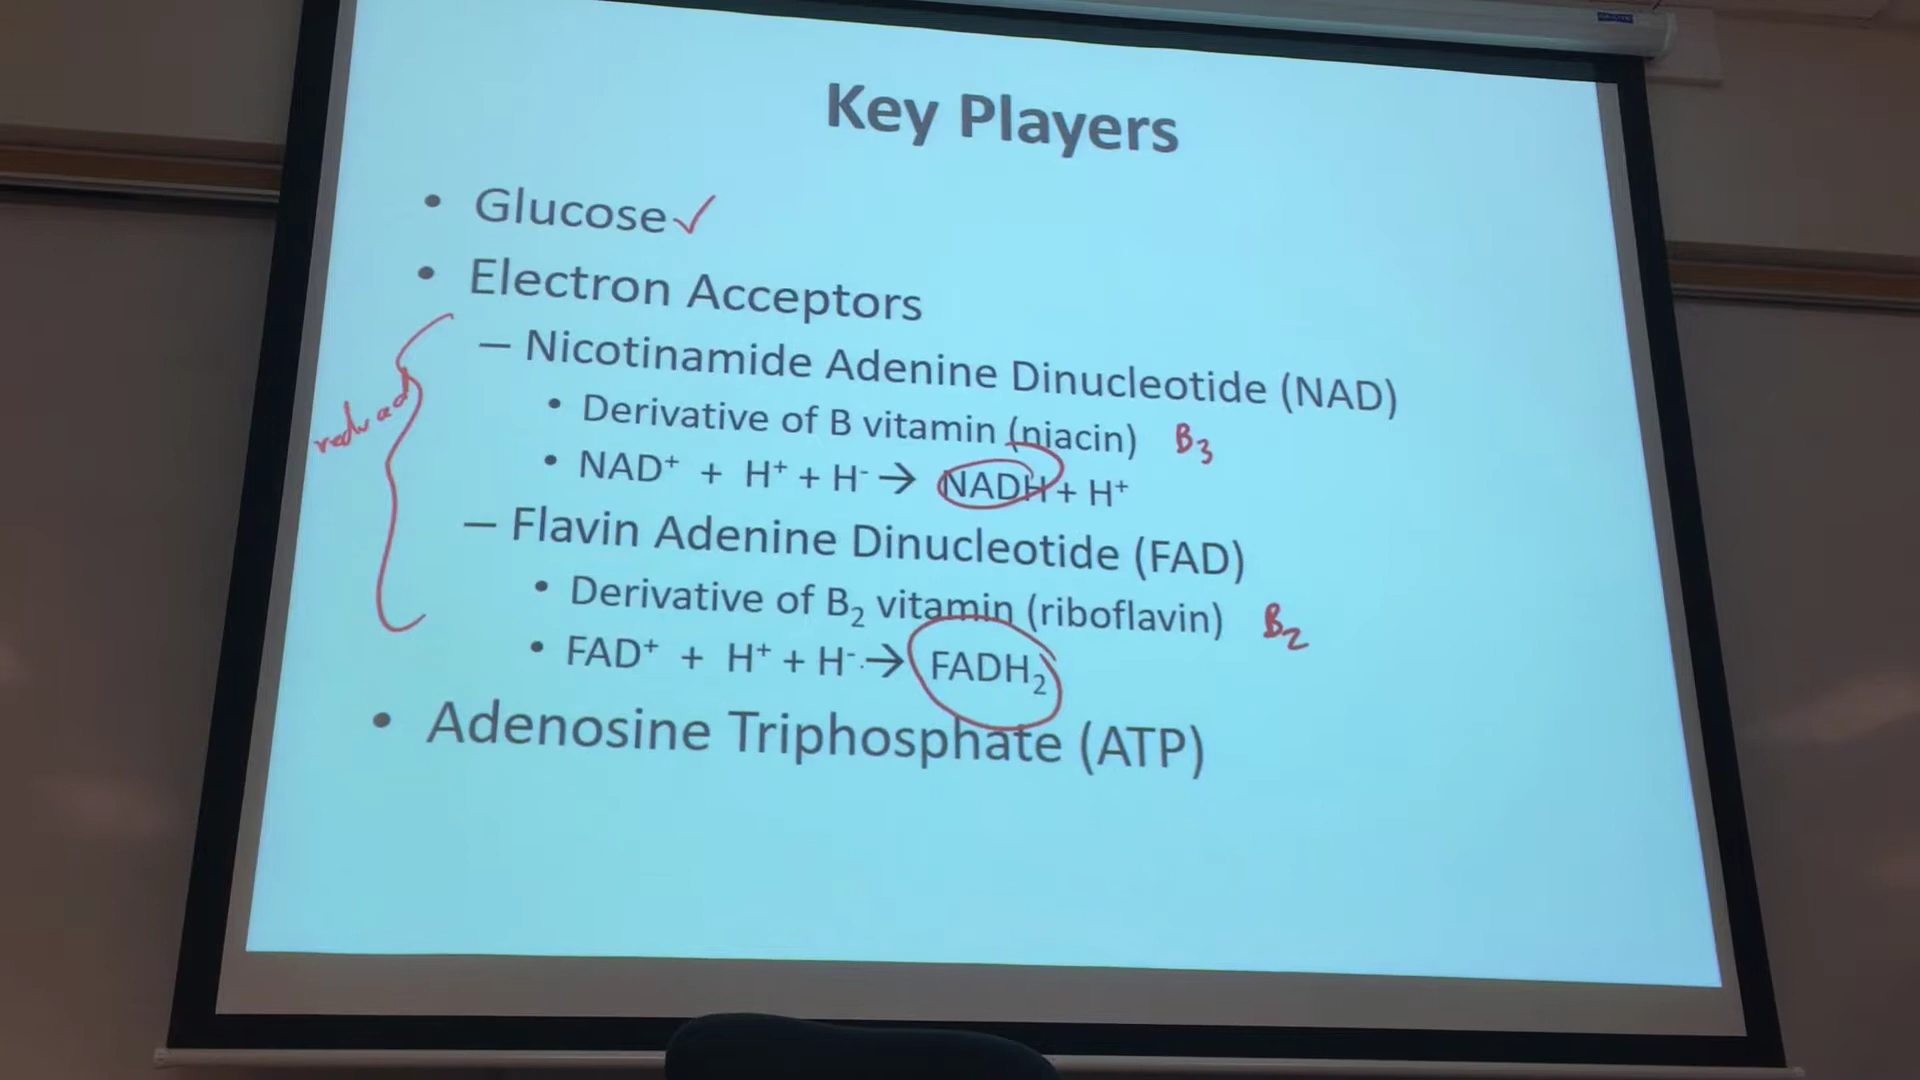 Key Players
• Glucose ✓
• Electron Acceptors
– Nicotinamide Adenine Dinucleotide (NAD)
• Derivative of B vitamin (niacin) B3
• NAD⁺ + H⁺ + H⁻ → NADH + H⁺
– Flavin Adenine Dinucleotide (FAD)
• Derivative of B₂ vitamin (riboflavin) B2
• FAD⁺ + H⁺ + H⁻ → FADH₂
• Adenosine Triphosphate (ATP)